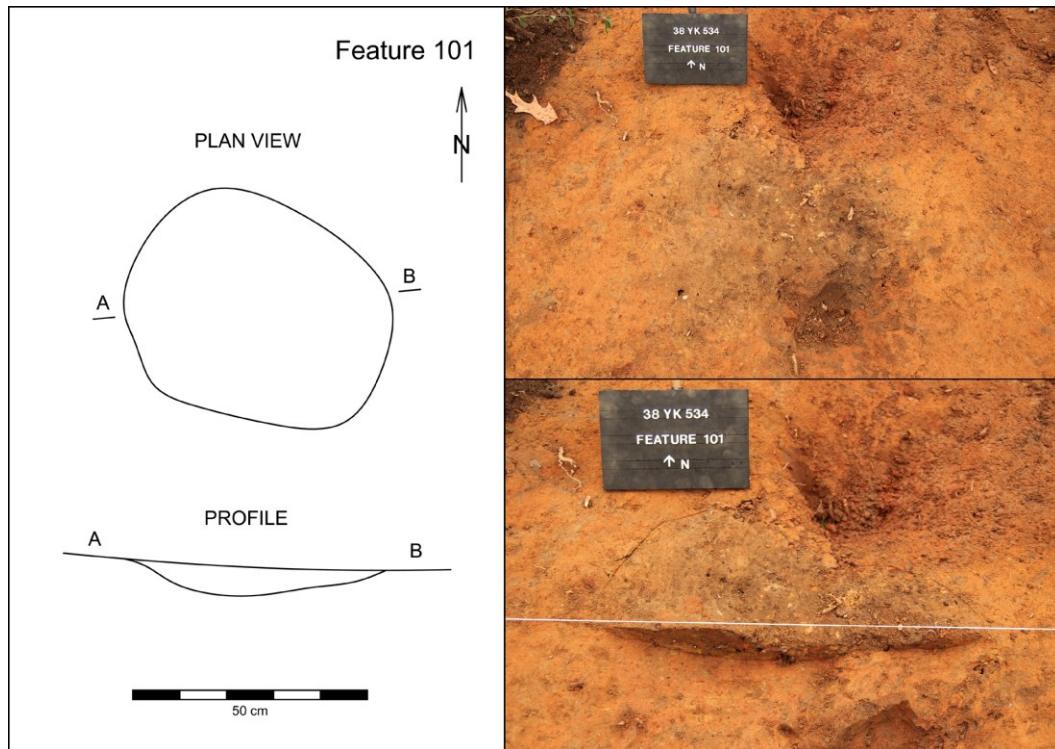 Feature 101
N
PLAN VIEW
A
B
PROFILE
A
B
50 cm
38 YK 534
FEATURE 101
↑ N
38 YK 534
FEATURE 101
↑ N